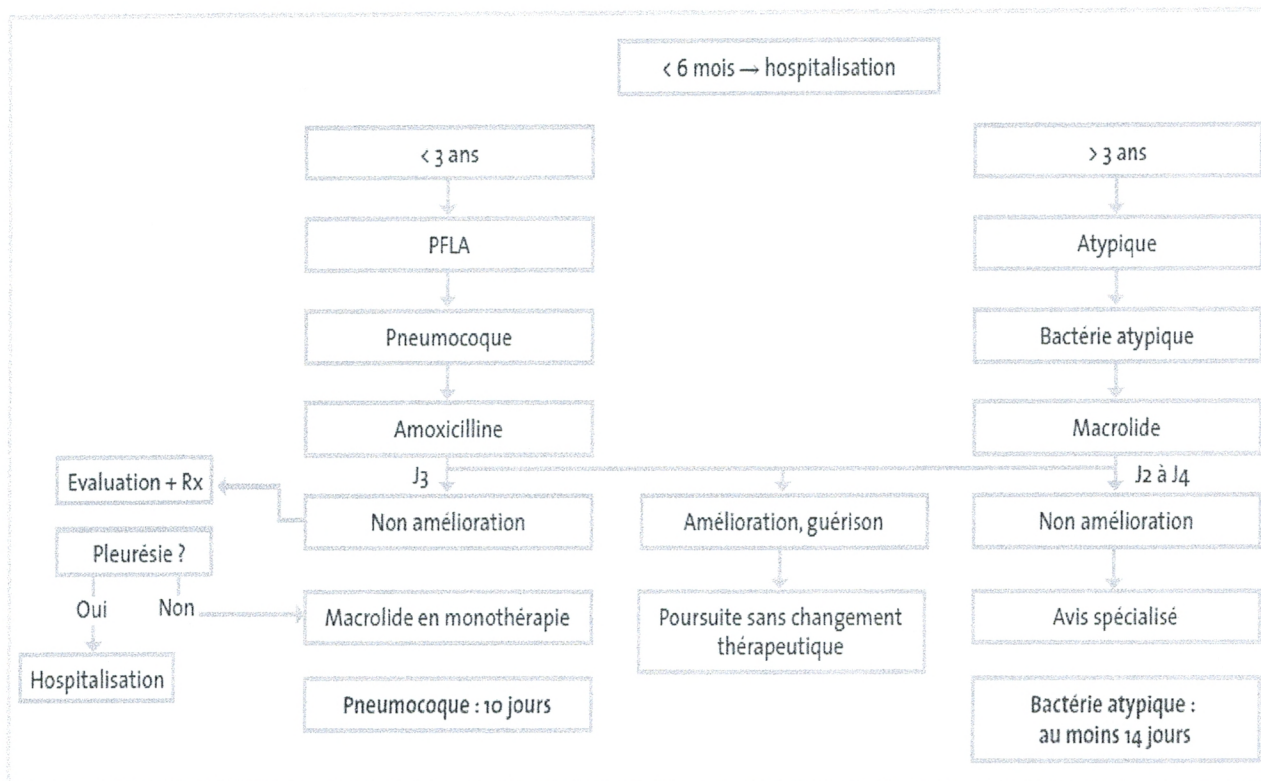 < 6 mois → hospitalisation
< 3 ans
> 3 ans
PFLA
Atypique
Pneumocoque
Bactérie atypique
Amoxicilline
Macrolide
J3
J2 à J4
Evaluation + Rx
Non amélioration
Amélioration, guérison
Non amélioration
Pleurésie ?
Oui
Non
Macrolide en monothérapie
Poursuite sans changement
thérapeutique
Avis spécialisé
Hospitalisation
Pneumocoque : 10 jours
Bactérie atypique :
au moins 14 jours